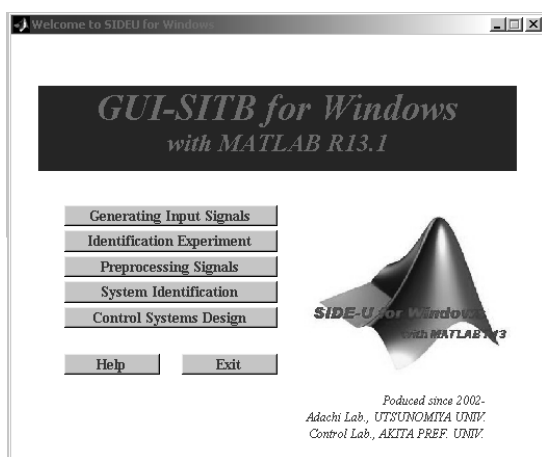 Welcome to SIDEU for Windows
GUI-SITB for Windows
with MATLAB R13.1
Generating Input Signals
Identification Experiment
Preprocessing Signals
System Identification
Control Systems Design
SIDE-U for Windows
with MATLAB R13
Help
Exit
Poduced since 2002-
Adachi Lab., UTSUNOMIYA UNIV.
Control Lab., AKITA PREF. UNIV.